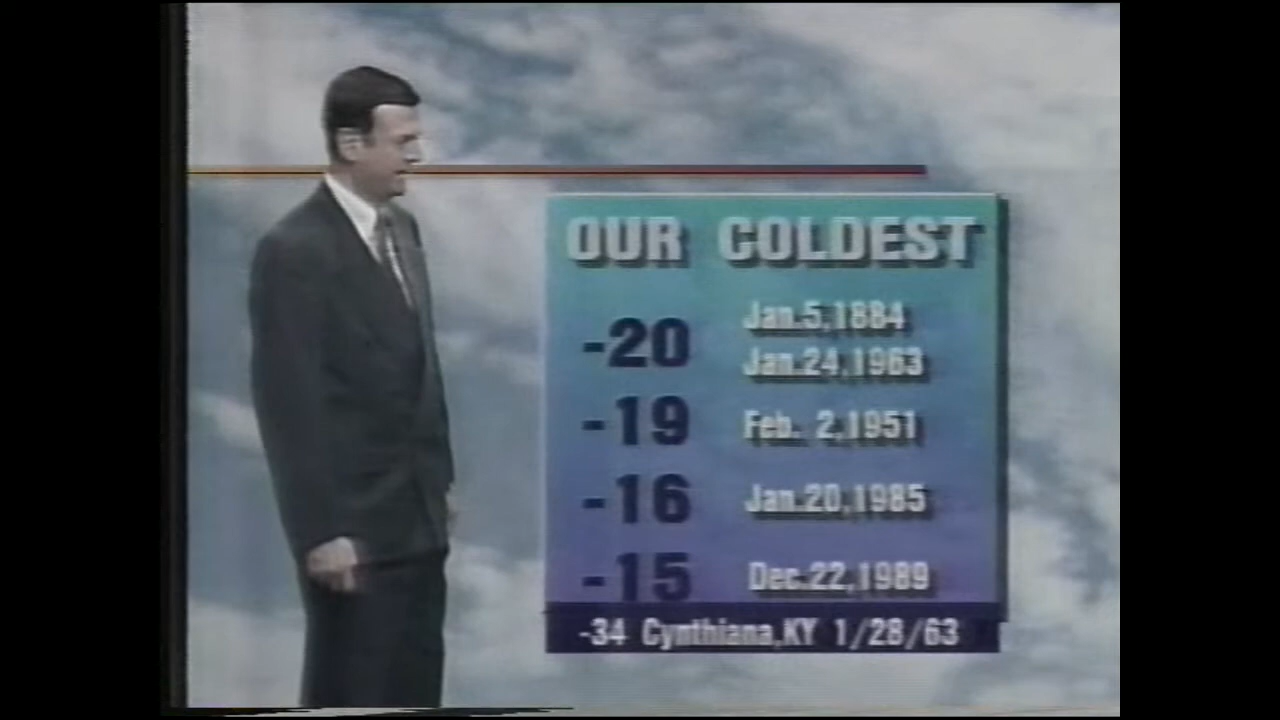 OUR COLDEST
-20 Jan.5,1884
Jan.24,1963
-19 Feb. 2,1951
-16 Jan.20,1985
-15 Dec.22,1989
-34 Cynthiana,KY 1/28/63